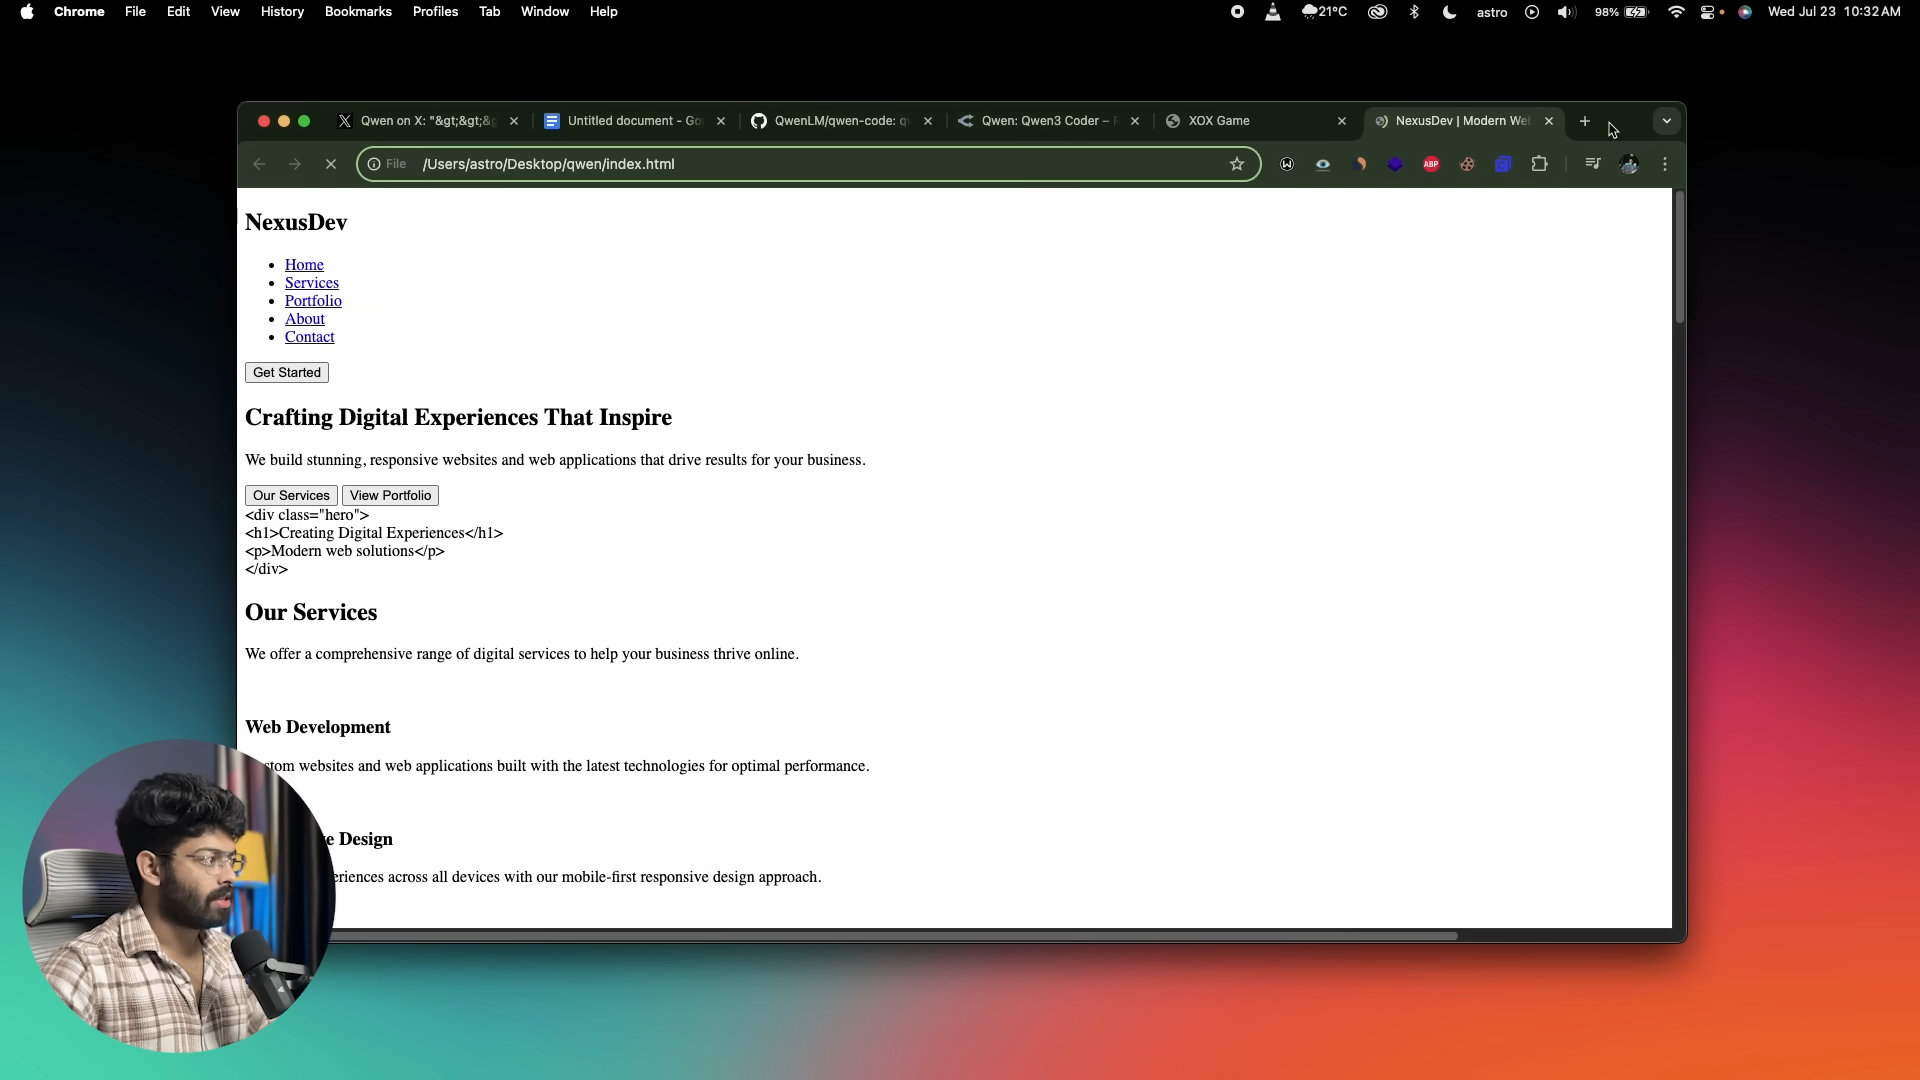 Chrome File Edit View History Bookmarks Profiles Tab Window Help
21°C astro 98% Wed Jul 23 10:32 AM
Qwen on X: "&gt;&gt;&g
Untitled document - Go
QwenLM/qwen-code: q
Qwen: Qwen3 Coder –
XOX Game
NexusDev | Modern We
File /Users/astro/Desktop/qwen/index.html
ABP
NexusDev
Home
Services
Portfolio
About
Contact
Get Started
Crafting Digital Experiences That Inspire
We build stunning, responsive websites and web applications that drive results for your business.
Our Services View Portfolio
<div class="hero">
<h1>Creating Digital Experiences</h1>
<p>Modern web solutions</p>
</div>
Our Services
We offer a comprehensive range of digital services to help your business thrive online.
Web Development
stom websites and web applications built with the latest technologies for optimal performance.
e Design
eriences across all devices with our mobile-first responsive design approach.